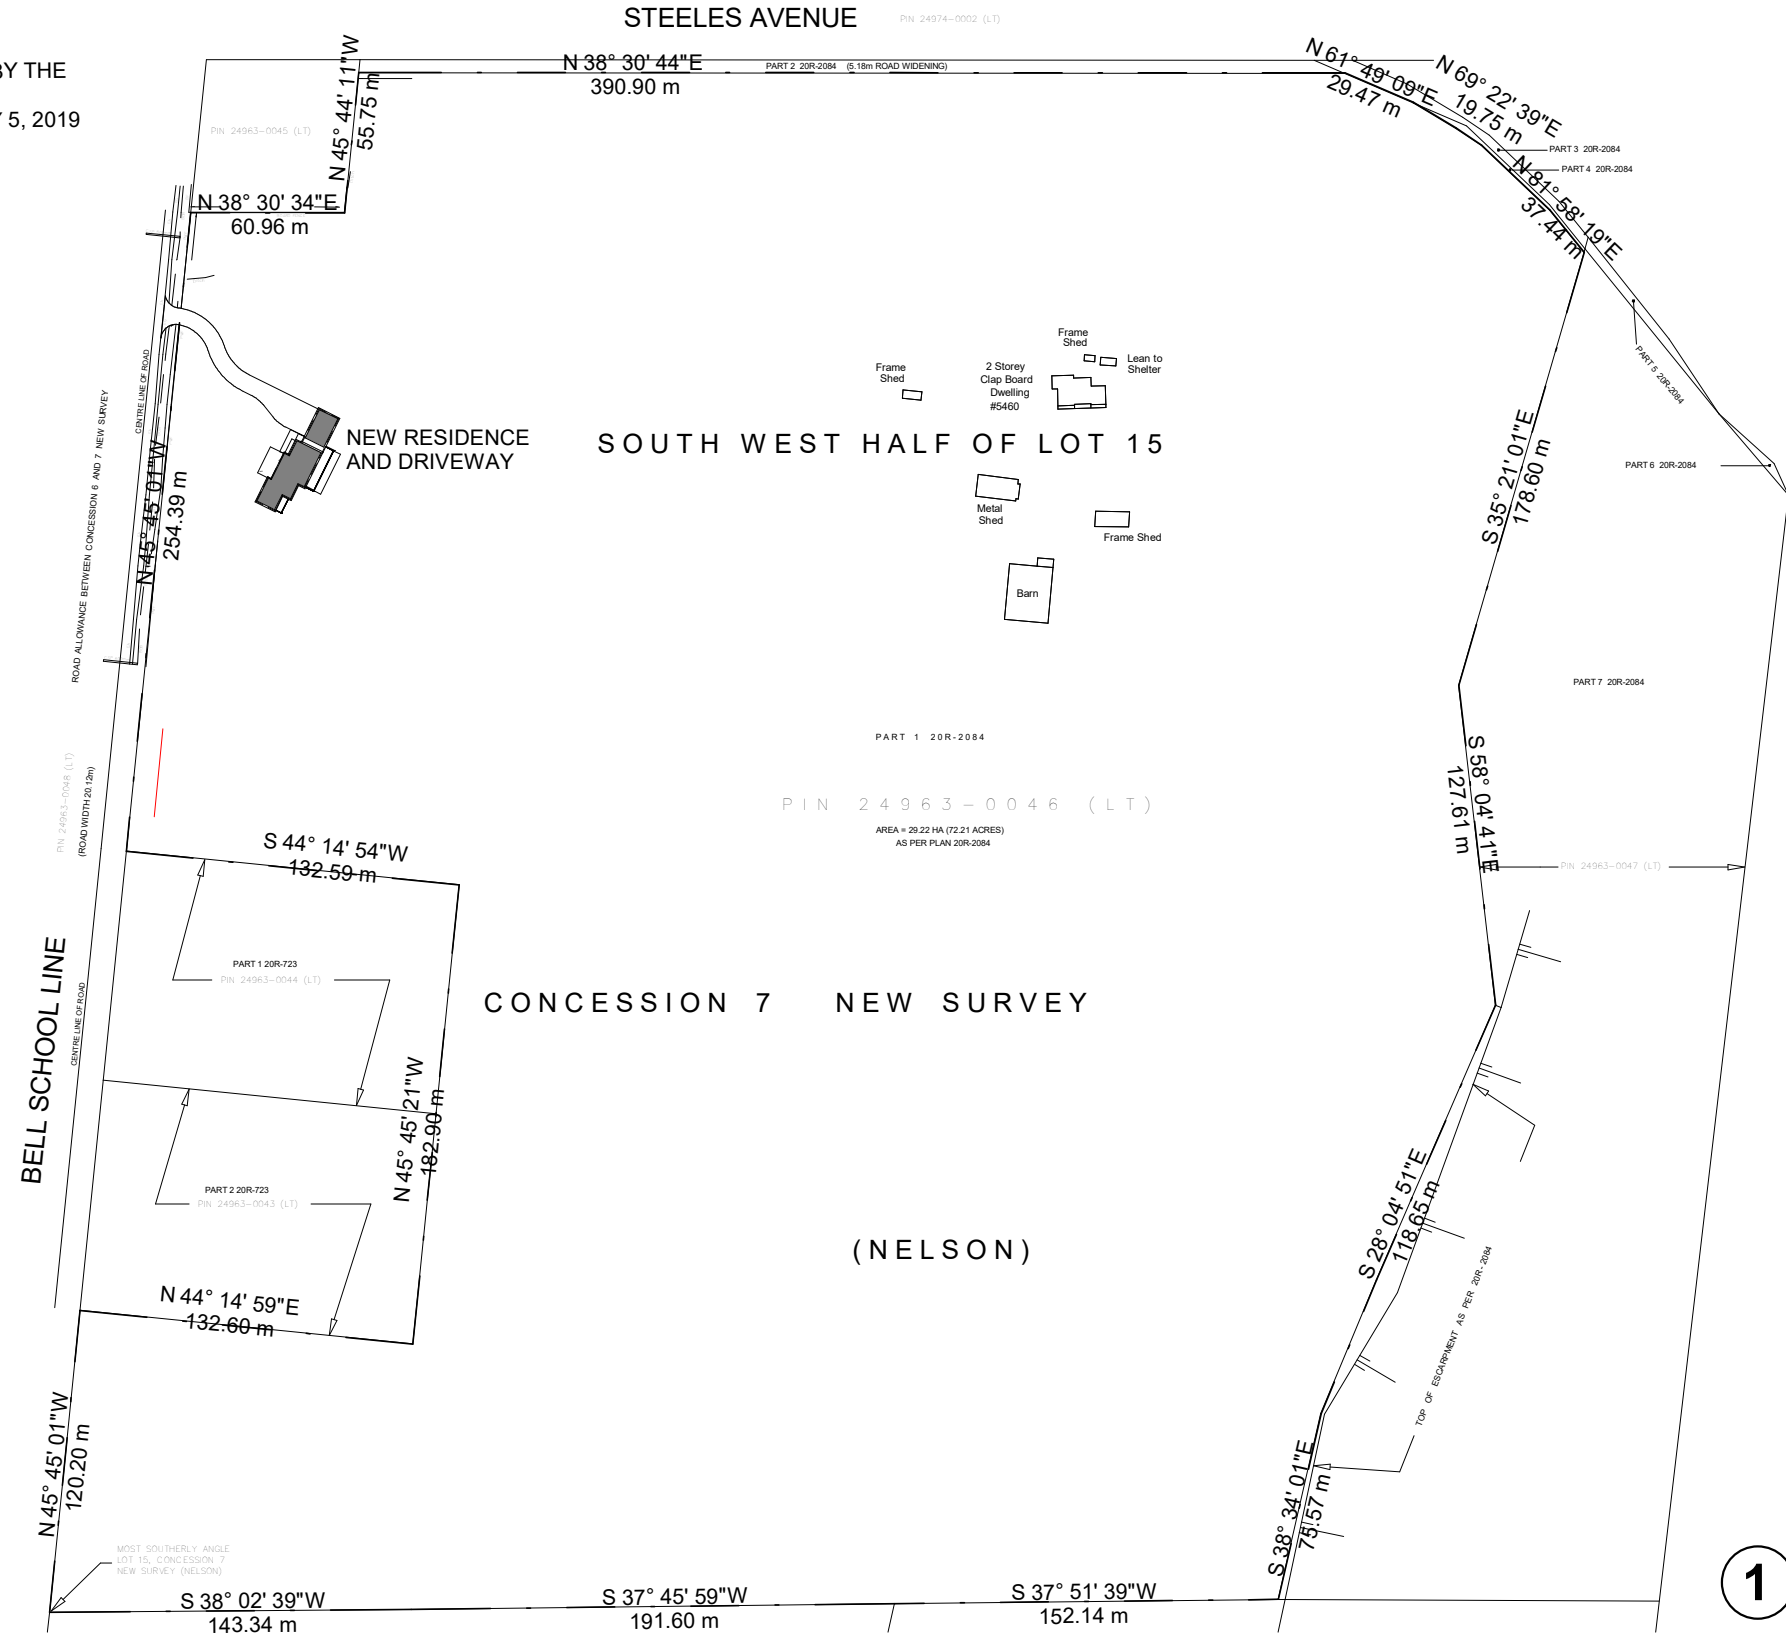 STEELES AVENUE
PIN 24974-0002 (LT)
BY THE
Y 5, 2019
N 38° 30' 44"E
390.90 m
PART 2 20R-2084 (5.18m ROAD WIDENING)
N 45° 44' 11"W
55.75 m
PIN 24963-0045 (LT)
N 38° 30' 34"E
60.96 m
N 61° 49' 09"E
29.47 m
N 69° 22' 39"E
19.75 m
PART 3 20R-2084
PART 4 20R-2084
N 81° 58' 19"E
37.44 m
PART 5 20R-2084
PART 6 20R-2084
S 35° 21' 01"E
178.60 m
Frame
Shed
Lean to
Shelter
2 Storey
Clap Board
Dwelling
#5460
Frame
Shed
NEW RESIDENCE
AND DRIVEWAY
SOUTH WEST HALF OF LOT 15
Metal
Shed
Frame Shed
Barn
CENTRE LINE OF ROAD
ROAD ALLOWANCE BETWEEN CONCESSION 6 AND 7 NEW SURVEY
N 45° 45' 01"W
254.39 m
PART 7 20R-2084
PART 1 20R-2084
PIN 24963-0046 (LT)
AREA = 29.22 HA (72.21 ACRES)
AS PER PLAN 20R-2084
PIN 24963-0048 (LT)
(ROAD WIDTH 20.12m)
S 58° 04' 41"E
127.61 m
PIN 24963-0047 (LT)
S 44° 14' 54"W
132.59 m
PART 1 20R-723
PIN 24963-0044 (LT)
BELL SCHOOL LINE
CENTRE LINE OF ROAD
CONCESSION 7 NEW SURVEY
N 45° 45' 21"W
182.90 m
PART 2 20R-723
PIN 24963-0043 (LT)
(NELSON)
S 28° 04' 51"E
118.65 m
TOP OF ESCARPMENT AS PER 20R-2084
N 44° 14' 59"E
132.60 m
N 45° 45' 01"W
120.20 m
S 38° 34' 01"E
75.57 m
MOST SOUTHERLY ANGLE
LOT 15, CONCESSION 7
NEW SURVEY (NELSON)
S 38° 02' 39"W
143.34 m
S 37° 45' 59"W
191.60 m
S 37° 51' 39"W
152.14 m
1